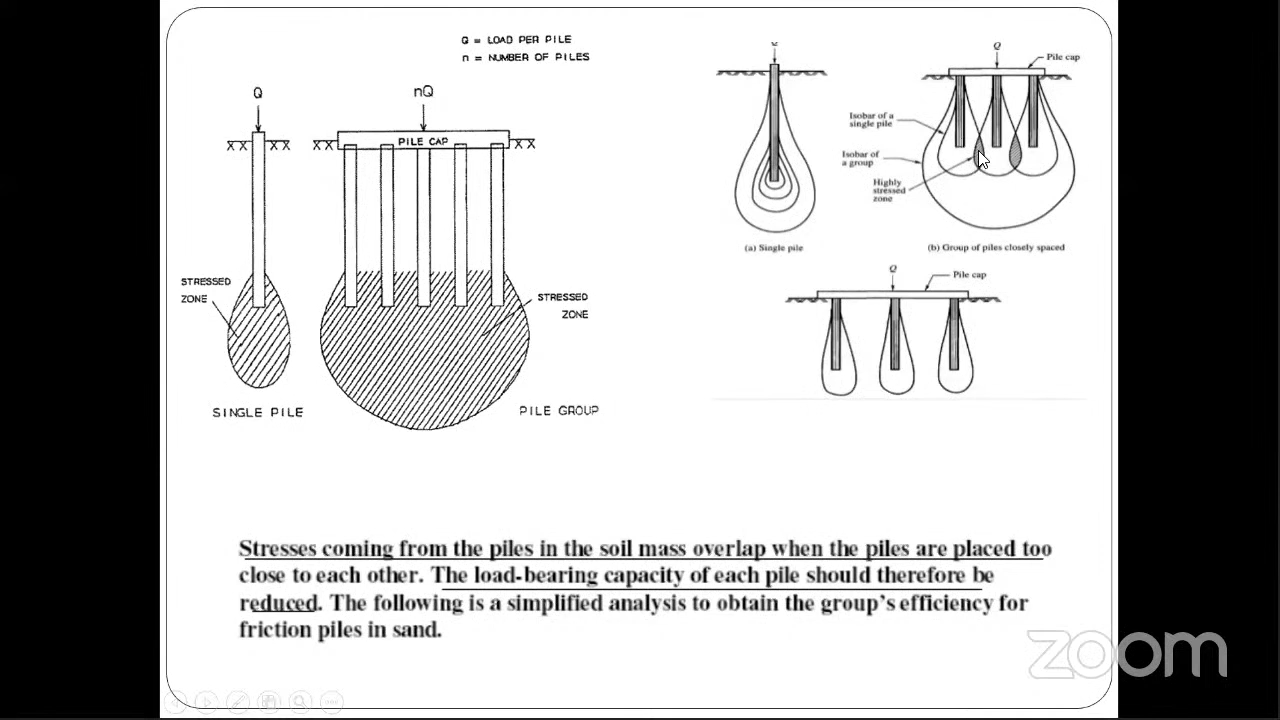 Q = LOAD PER PILE
n = NUMBER OF PILES
Q
nQ
PILE CAP
STRESSED
ZONE
STRESSED
ZONE
SINGLE PILE
PILE GROUP
Q
Pile cap
Isobar of a
single pile
Isobar of
a group
Highly
stressed
zone
(a) Single pile
(b) Group of piles closely spaced
Q
Pile cap
Stresses coming from the piles in the soil mass overlap when the piles are placed too
close to each other. The load-bearing capacity of each pile should therefore be
reduced. The following is a simplified analysis to obtain the group's efficiency for
friction piles in sand.
zoom